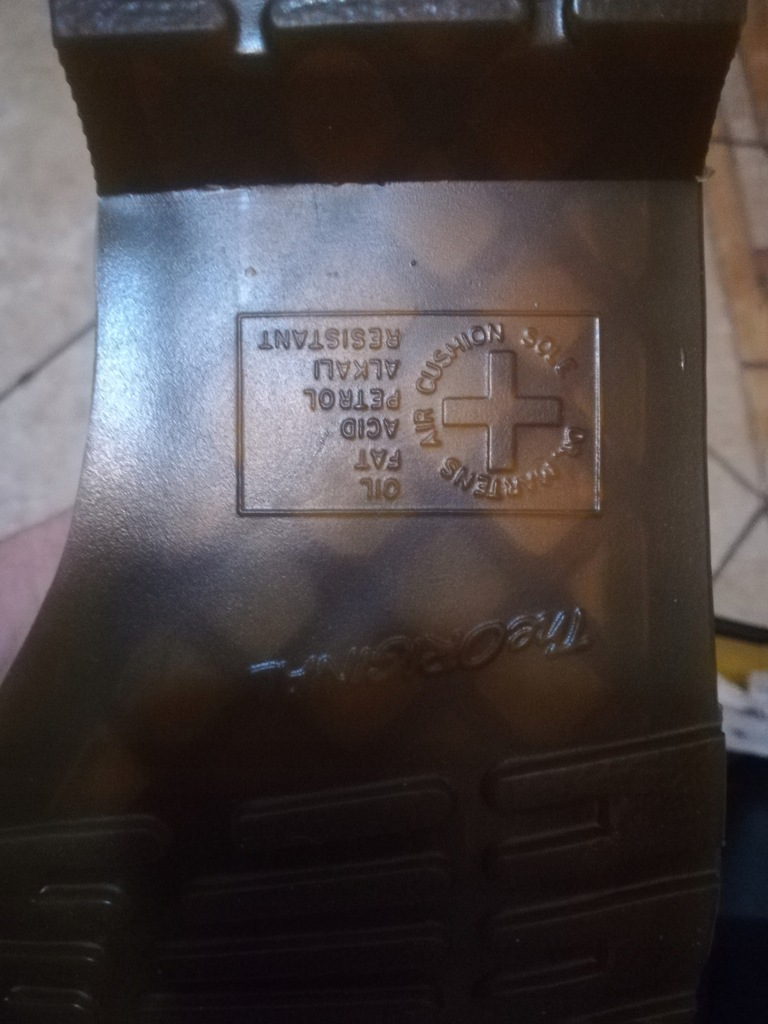 DR. MARTENS AIR CUSHION SOLE
OIL
FAT
ACID
PETROL
ALKALI
RESISTANT
The ORIGINAL